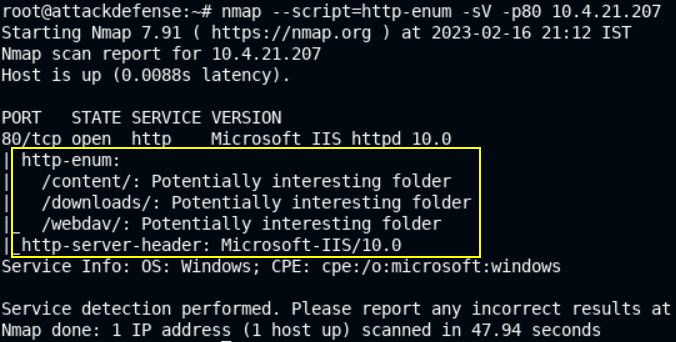 root@attackdefense:~# nmap --script=http-enum -sV -p80 10.4.21.207
Starting Nmap 7.91 ( https://nmap.org ) at 2023-02-16 21:12 IST
Nmap scan report for 10.4.21.207
Host is up (0.0088s latency).
PORT   STATE SERVICE VERSION
80/tcp open  http    Microsoft IIS httpd 10.0
| http-enum:
|   /content/: Potentially interesting folder
|   /downloads/: Potentially interesting folder
|_  /webdav/: Potentially interesting folder
|_http-server-header: Microsoft-IIS/10.0
Service Info: OS: Windows; CPE: cpe:/o:microsoft:windows
Service detection performed. Please report any incorrect results at
Nmap done: 1 IP address (1 host up) scanned in 47.94 seconds